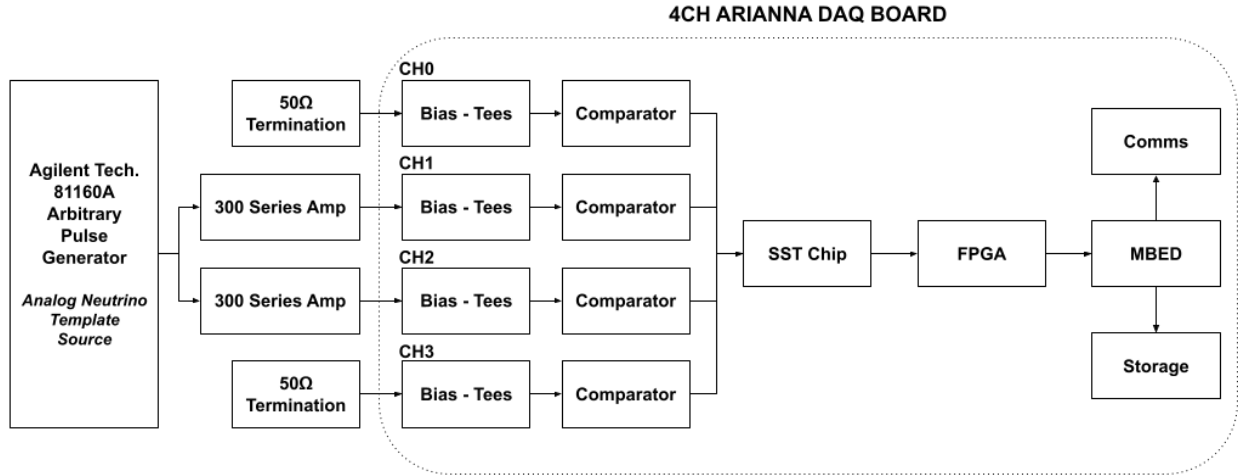 4CH ARIANNA DAQ BOARD
Agilent Tech.
81160A
Arbitrary
Pulse
Generator
Analog Neutrino
Template
Source
50Ω
Termination
CH0
Bias - Tees
Comparator
300 Series Amp
CH1
Bias - Tees
Comparator
300 Series Amp
CH2
Bias - Tees
Comparator
50Ω
Termination
CH3
Bias - Tees
Comparator
SST Chip
FPGA
MBED
Comms
Storage